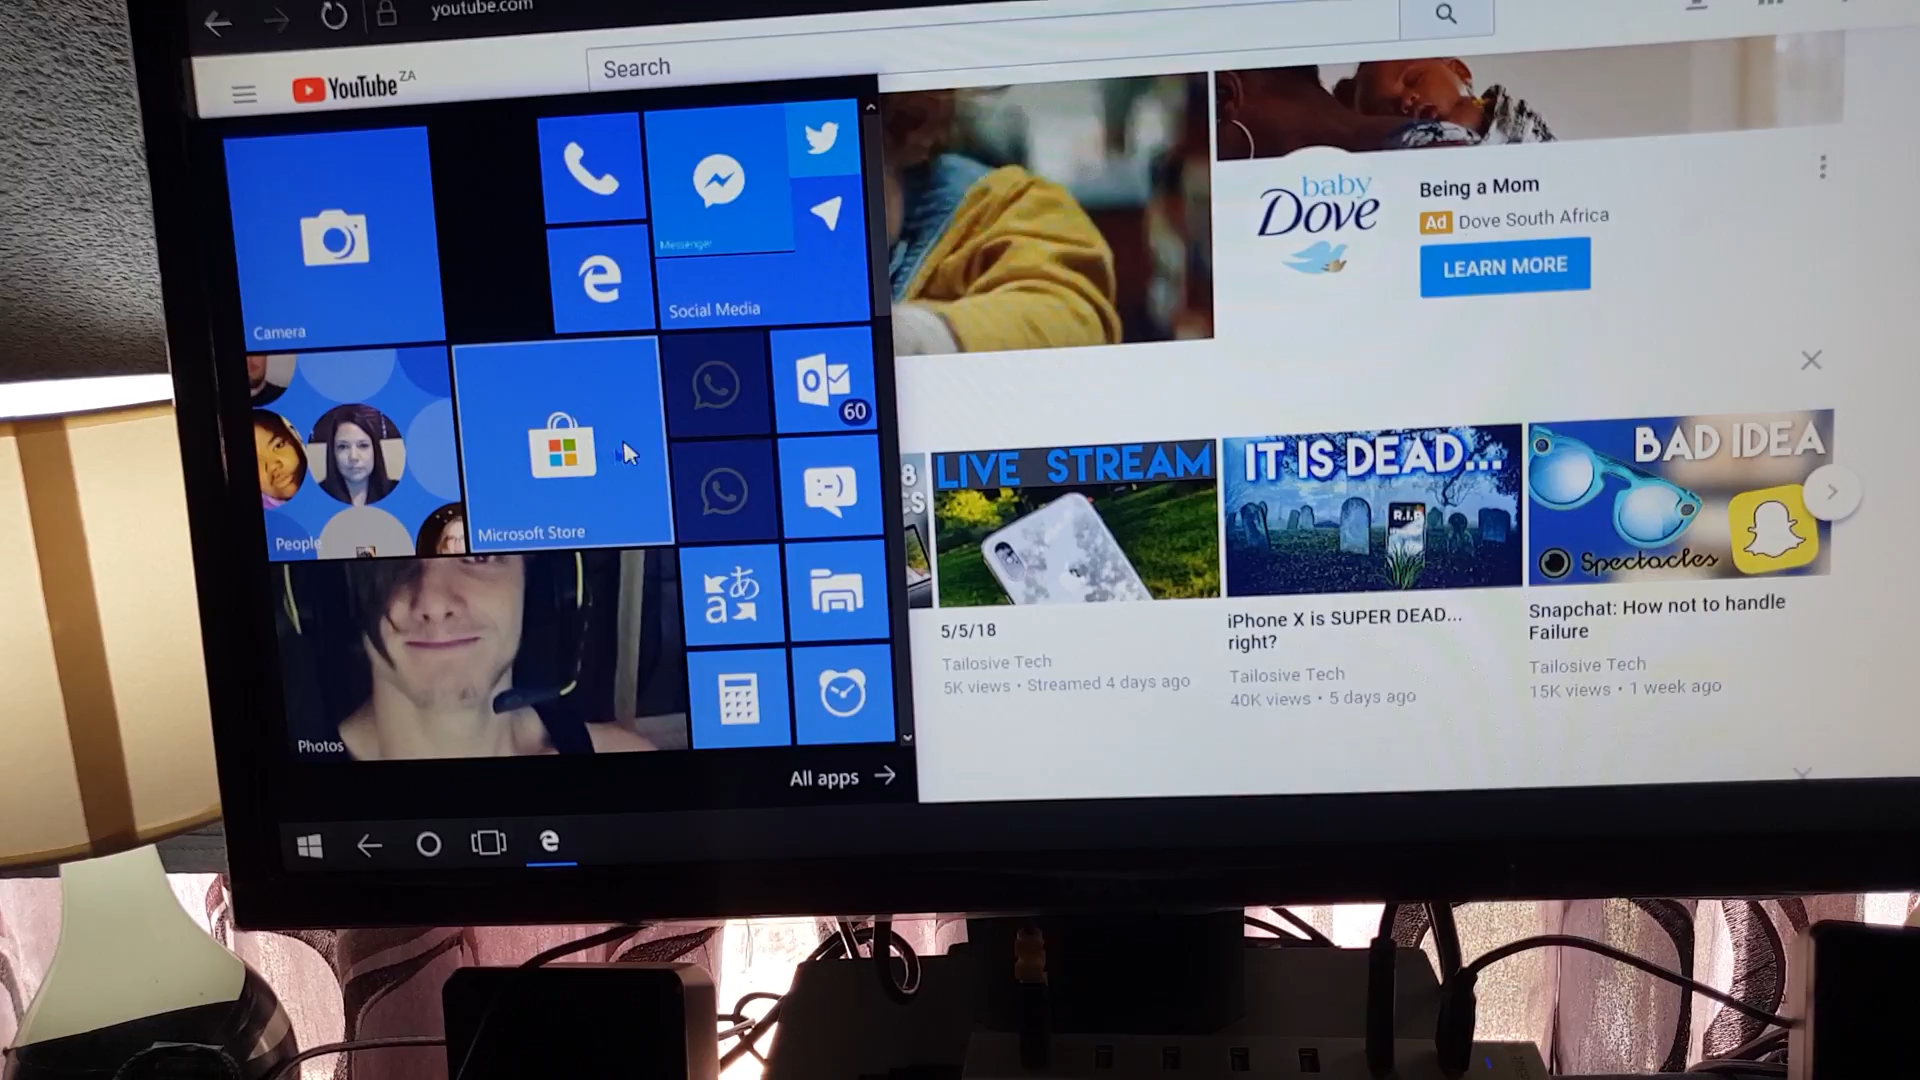 youtube.com
YouTube ZA
Search
Camera
Messenger
Social Media
People
Microsoft Store
60
Photos
All apps
baby
Dove
Being a Mom
Ad Dove South Africa
LEARN MORE
LIVE STREAM
5/5/18
Tailosive Tech
5K views • Streamed 4 days ago
IT IS DEAD...
R.I.P
iPhone X is SUPER DEAD...
right?
Tailosive Tech
40K views • 5 days ago
BAD IDEA
Spectacles
Snapchat: How not to handle
Failure
Tailosive Tech
15K views • 1 week ago